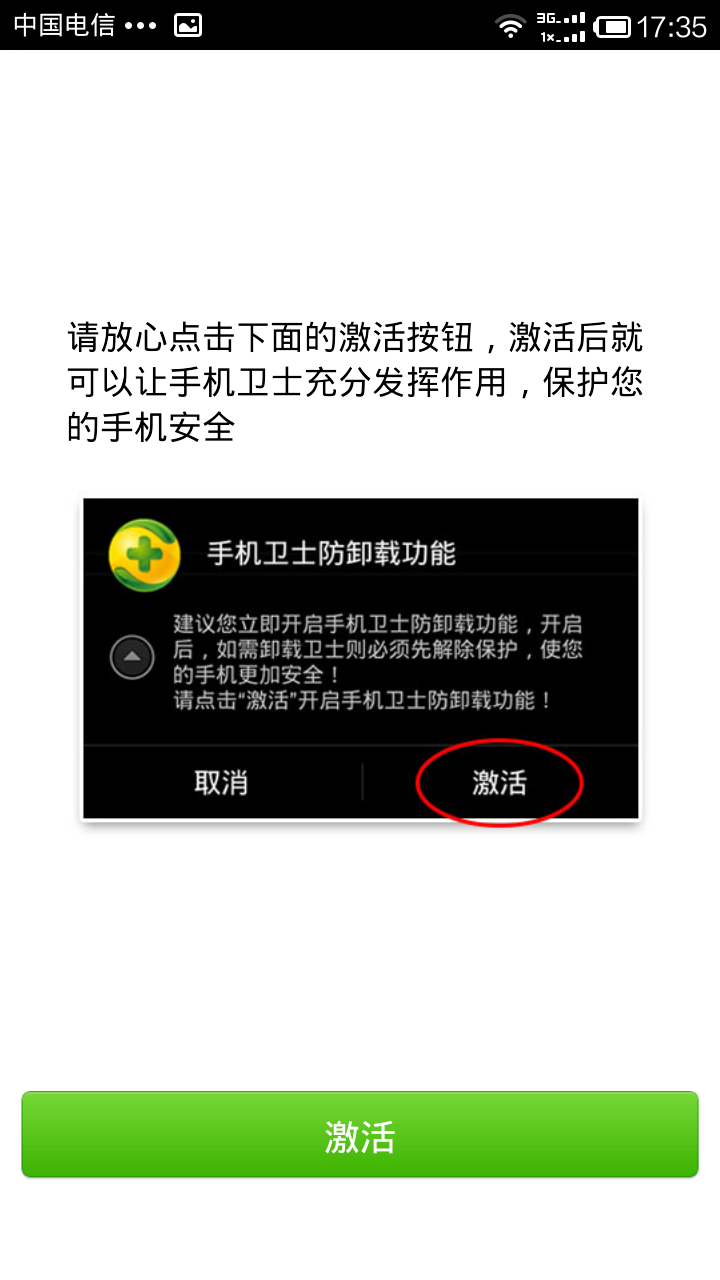 中国电信 ••• 3G 1× 17:35
请放心点击下面的激活按钮，激活后就
可以让手机卫士充分发挥作用，保护您
的手机安全
手机卫士防卸载功能
建议您立即开启手机卫士防卸载功能，开启
后，如需卸载卫士则必须先解除保护，使您
的手机更加安全！
请点击“激活”开启手机卫士防卸载功能！
取消 激活
激活